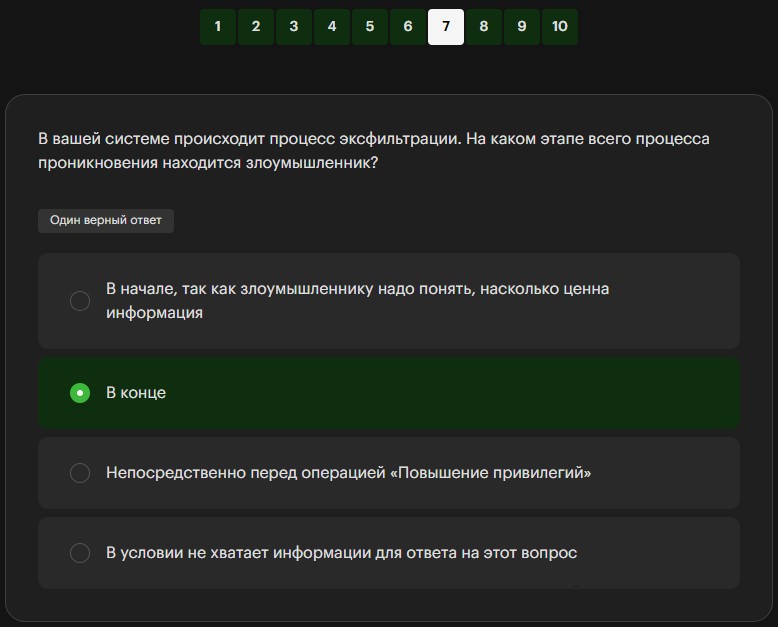 1 2 3 4 5 6 7 8 9 10
В вашей системе происходит процесс эксфильтрации. На каком этапе всего процесса
проникновения находится злоумышленник?
Один верный ответ
В начале, так как злоумышленнику надо понять, насколько ценна
информация
В конце
Непосредственно перед операцией «Повышение привилегий»
В условии не хватает информации для ответа на этот вопрос